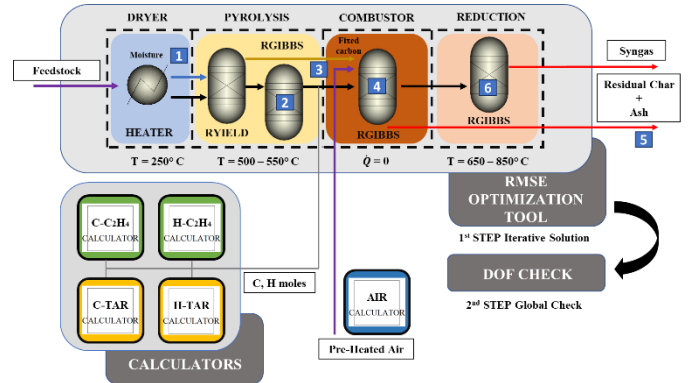 DRYER
PYROLYSIS
COMBUSTOR
REDUCTION
Moisture
1
RGIBBS
3
Fixed
carbon
4
6
2
Feedstock
Syngas
Residual Char
+
Ash
5
HEATER
RYIELD
RGIBBS
RGIBBS
T = 250° C
T = 500 – 550° C
Q̇ = 0
T = 650 – 850° C
RMSE
OPTIMIZATION
TOOL
1st STEP Iterative Solution
DOF CHECK
2nd STEP Global Check
C-C2H4
CALCULATOR
H-C2H4
CALCULATOR
C-TAR
CALCULATOR
H-TAR
CALCULATOR
C, H moles
AIR
CALCULATOR
Pre-Heated Air
CALCULATORS